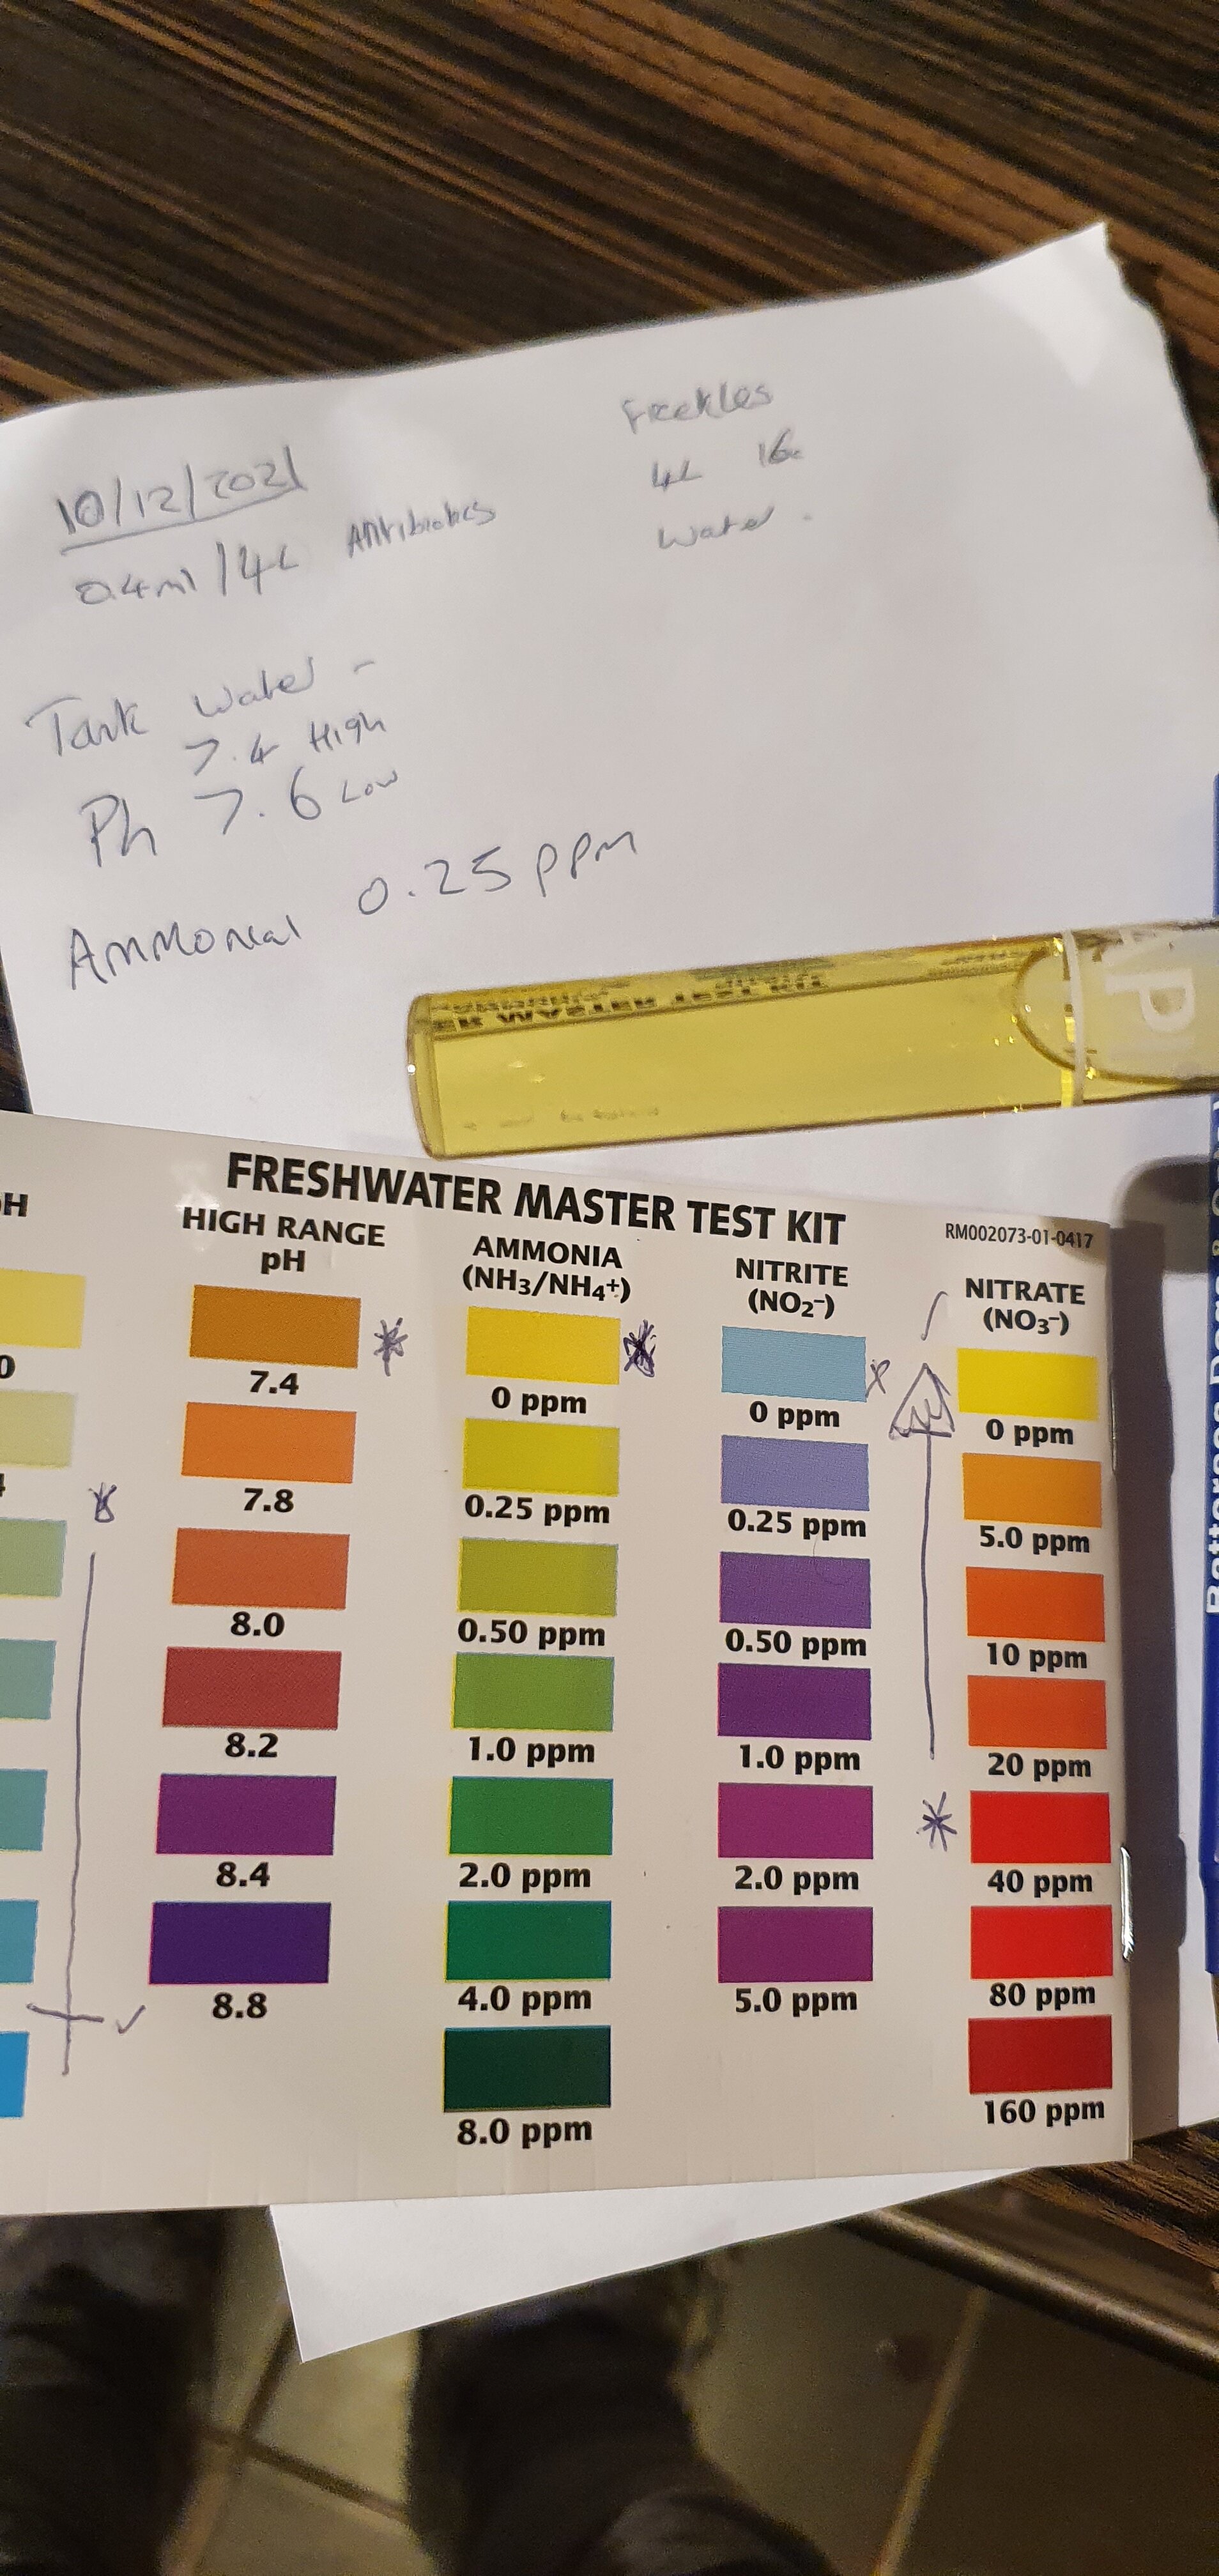 10/12/2021
0.4ml/4L Antibiotics
Freckles
4L 16
water.
Tank water -
7.4 High
Ph 7.6 Low
Ammonial 0.25 ppm
API
FRESHWATER MASTER TEST KIT
RM002073-01-0417
HIGH RANGE
pH
7.4
7.8
8.0
8.2
8.4
8.8
AMMONIA
(NH3/NH4+)
0 ppm
0.25 ppm
0.50 ppm
1.0 ppm
2.0 ppm
4.0 ppm
8.0 ppm
NITRITE
(NO2-)
0 ppm
0.25 ppm
0.50 ppm
1.0 ppm
2.0 ppm
5.0 ppm
NITRATE
(NO3-)
0 ppm
5.0 ppm
10 ppm
20 ppm
40 ppm
80 ppm
160 ppm